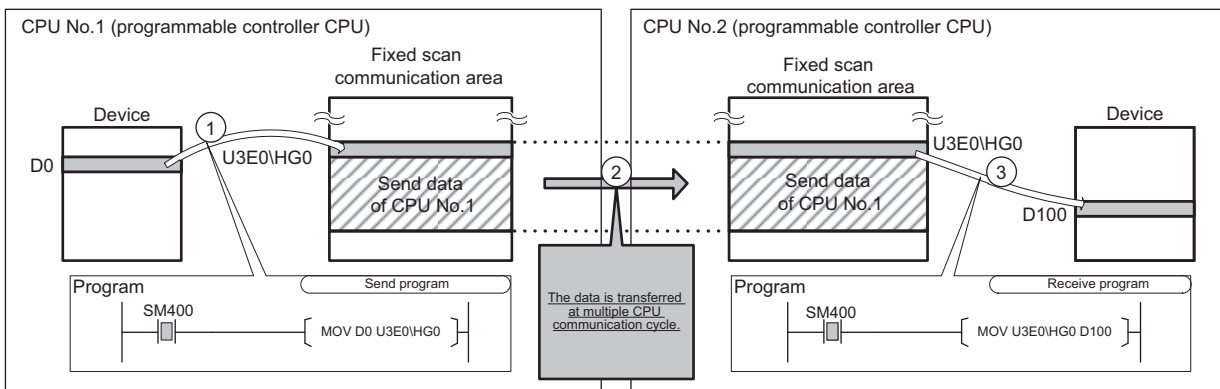 CPU No.1 (programmable controller CPU)
Fixed scan
communication area
Device
1
U3E0\HG0
D0
Send data
of CPU No.1
Program
Send program
SM400
MOV D0 U3E0\HG0
2
The data is transferred
at multiple CPU
communication cycle.
CPU No.2 (programmable controller CPU)
Fixed scan
communication area
Device
U3E0\HG0
3
Send data
of CPU No.1
D100
Program
Receive program
SM400
MOV U3E0\HG0 D100